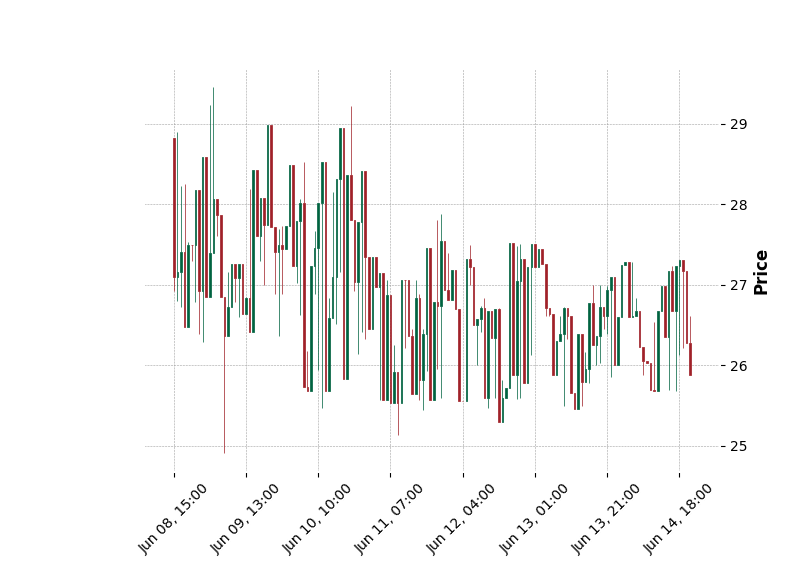 29
28
27
26
25
Price
Jun 08, 15:00
Jun 09, 13:00
Jun 10, 10:00
Jun 11, 07:00
Jun 12, 04:00
Jun 13, 01:00
Jun 13, 21:00
Jun 14, 18:00